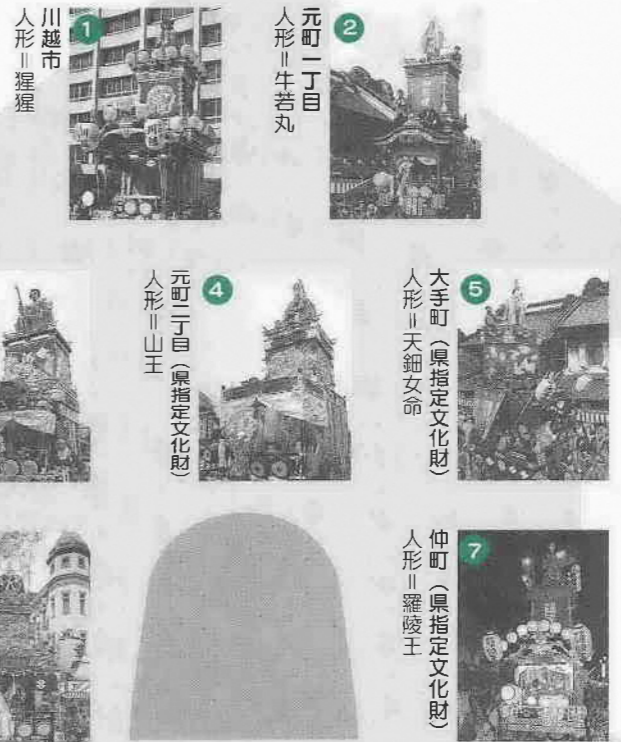 1
川越市
人形=猩猩
2
元町一丁目
人形=牛若丸
4
元町二丁目(県指定文化財)
人形=山王
5
大手町(県指定文化財)
人形=天鈿女命
7
仲町(県指定文化財)
人形=羅陵王